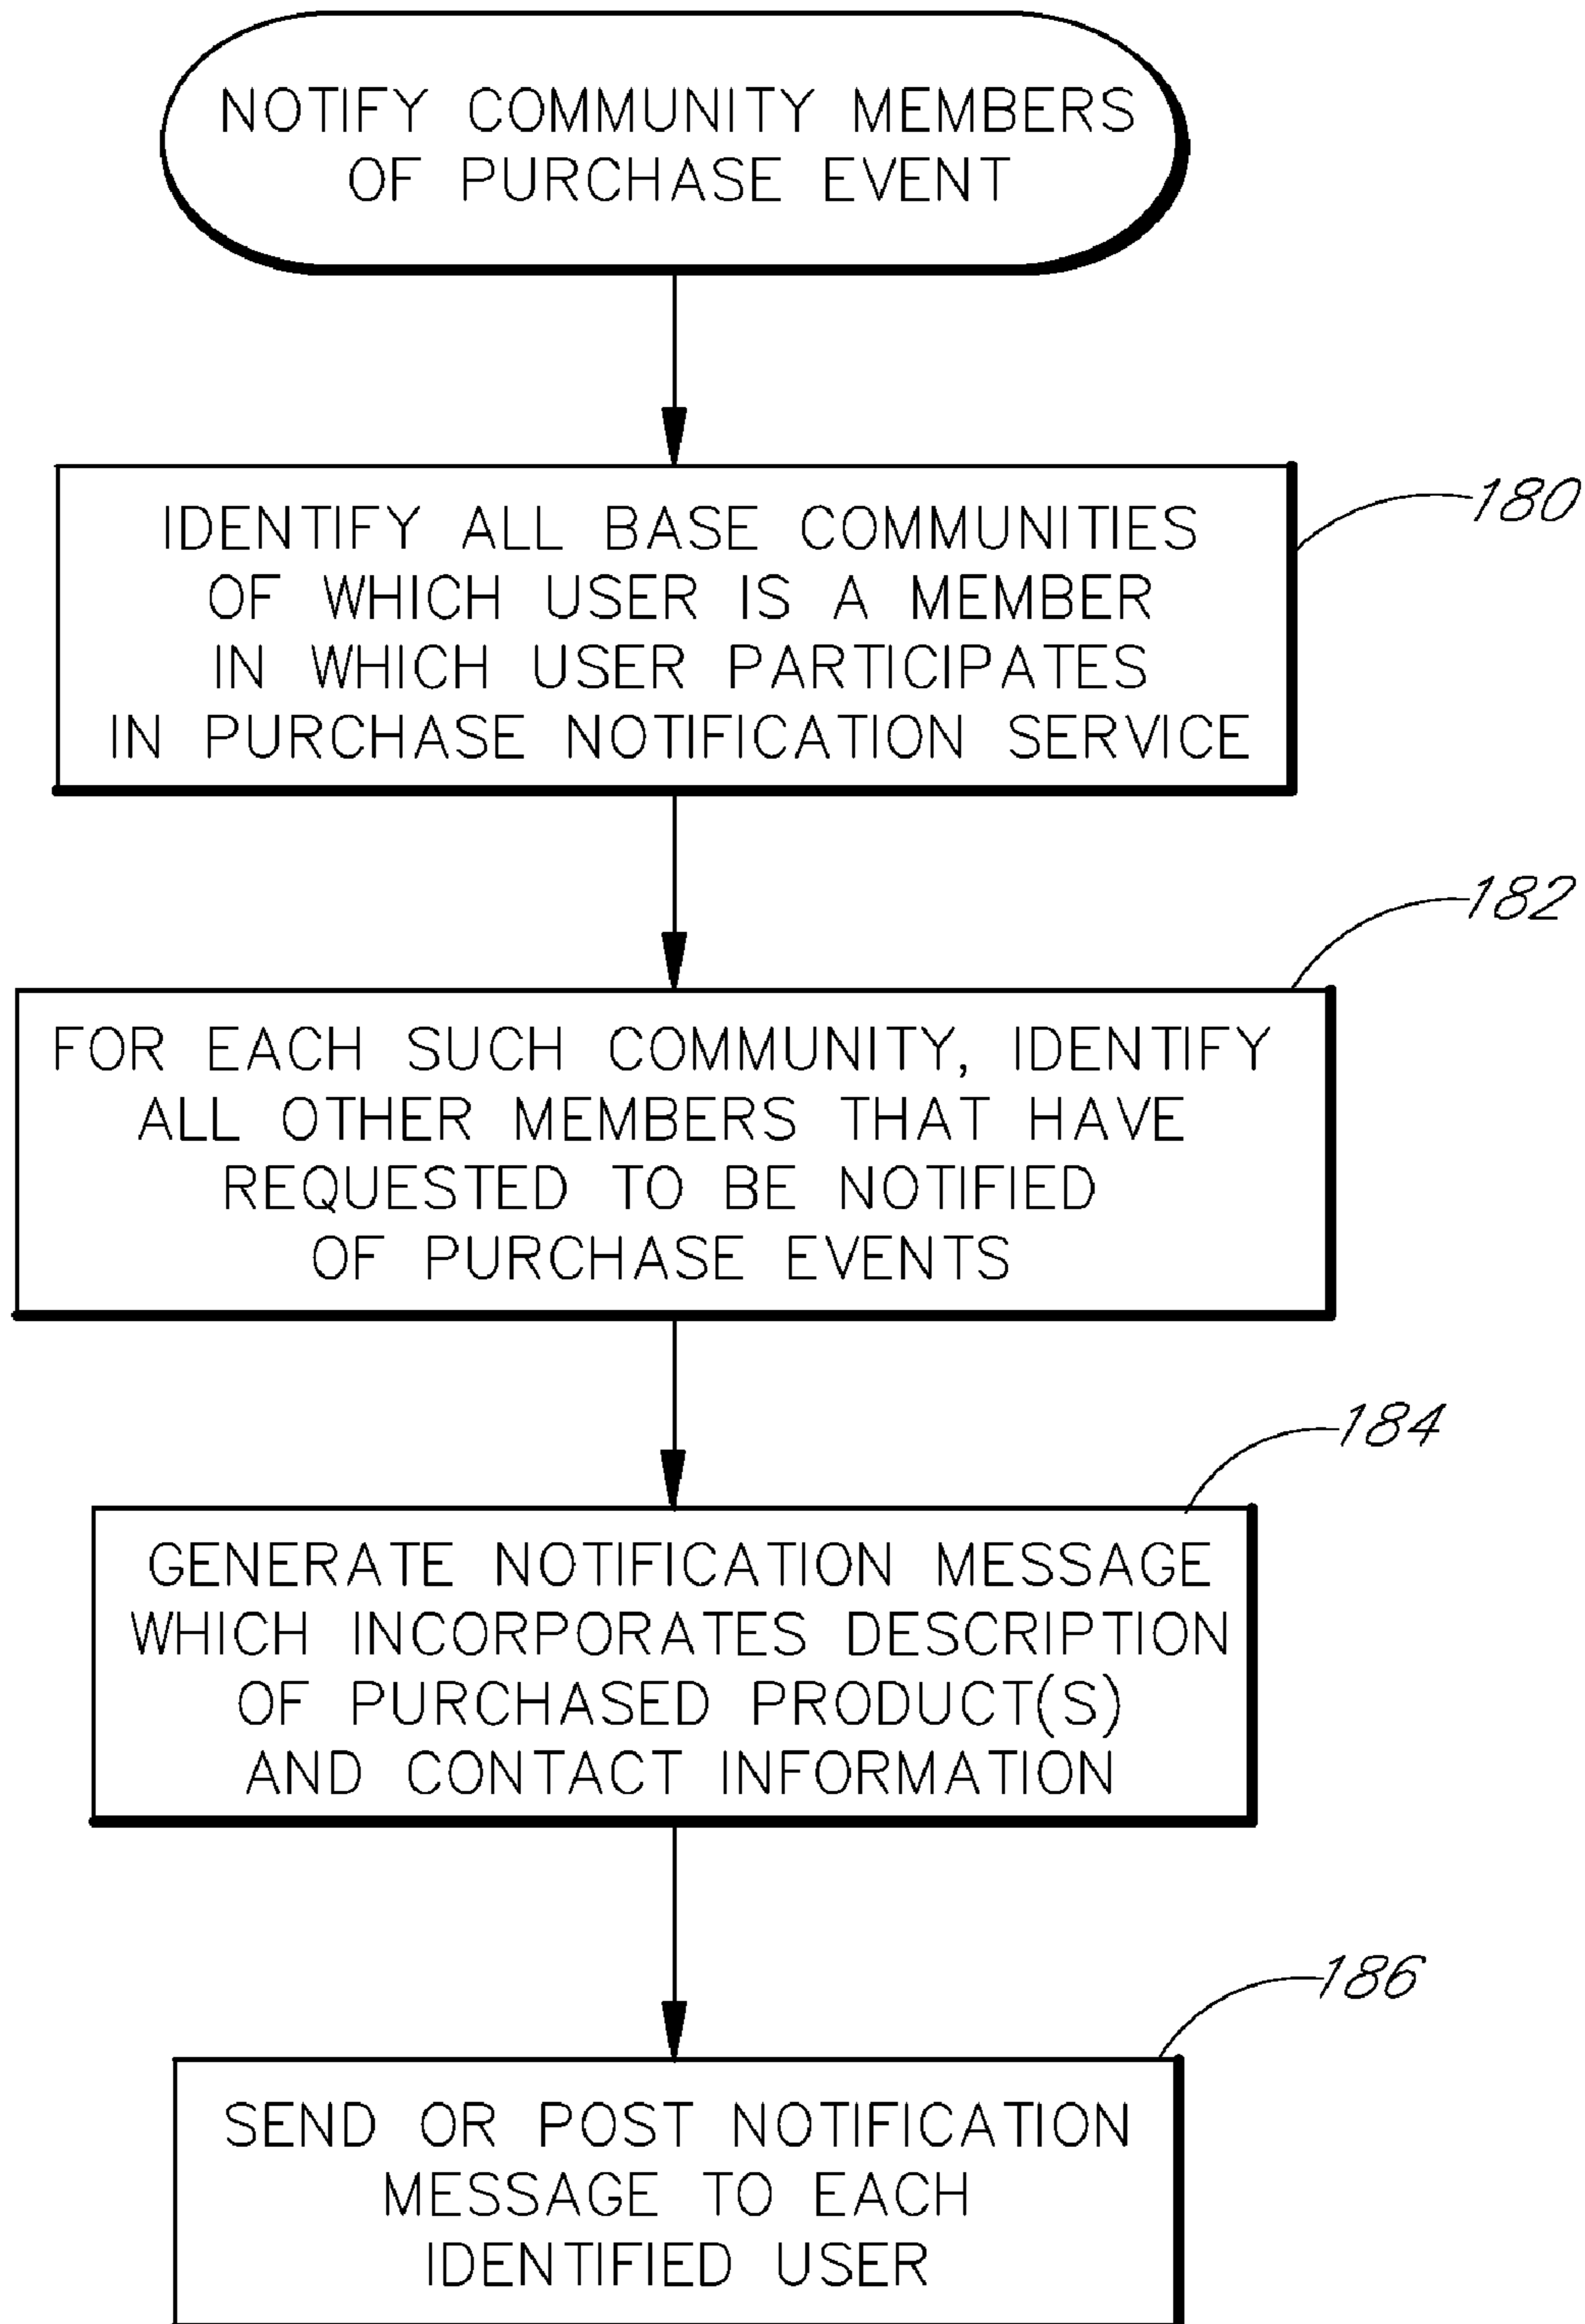 NOTIFY COMMUNITY MEMBERS
OF PURCHASE EVENT
180
IDENTIFY ALL BASE COMMUNITIES
OF WHICH USER IS A MEMBER
IN WHICH USER PARTICIPATES
IN PURCHASE NOTIFICATION SERVICE
182
FOR EACH SUCH COMMUNITY, IDENTIFY
ALL OTHER MEMBERS THAT HAVE
REQUESTED TO BE NOTIFIED
OF PURCHASE EVENTS
184
GENERATE NOTIFICATION MESSAGE
WHICH INCORPORATES DESCRIPTION
OF PURCHASED PRODUCT(S)
AND CONTACT INFORMATION
186
SEND OR POST NOTIFICATION
MESSAGE TO EACH
IDENTIFIED USER